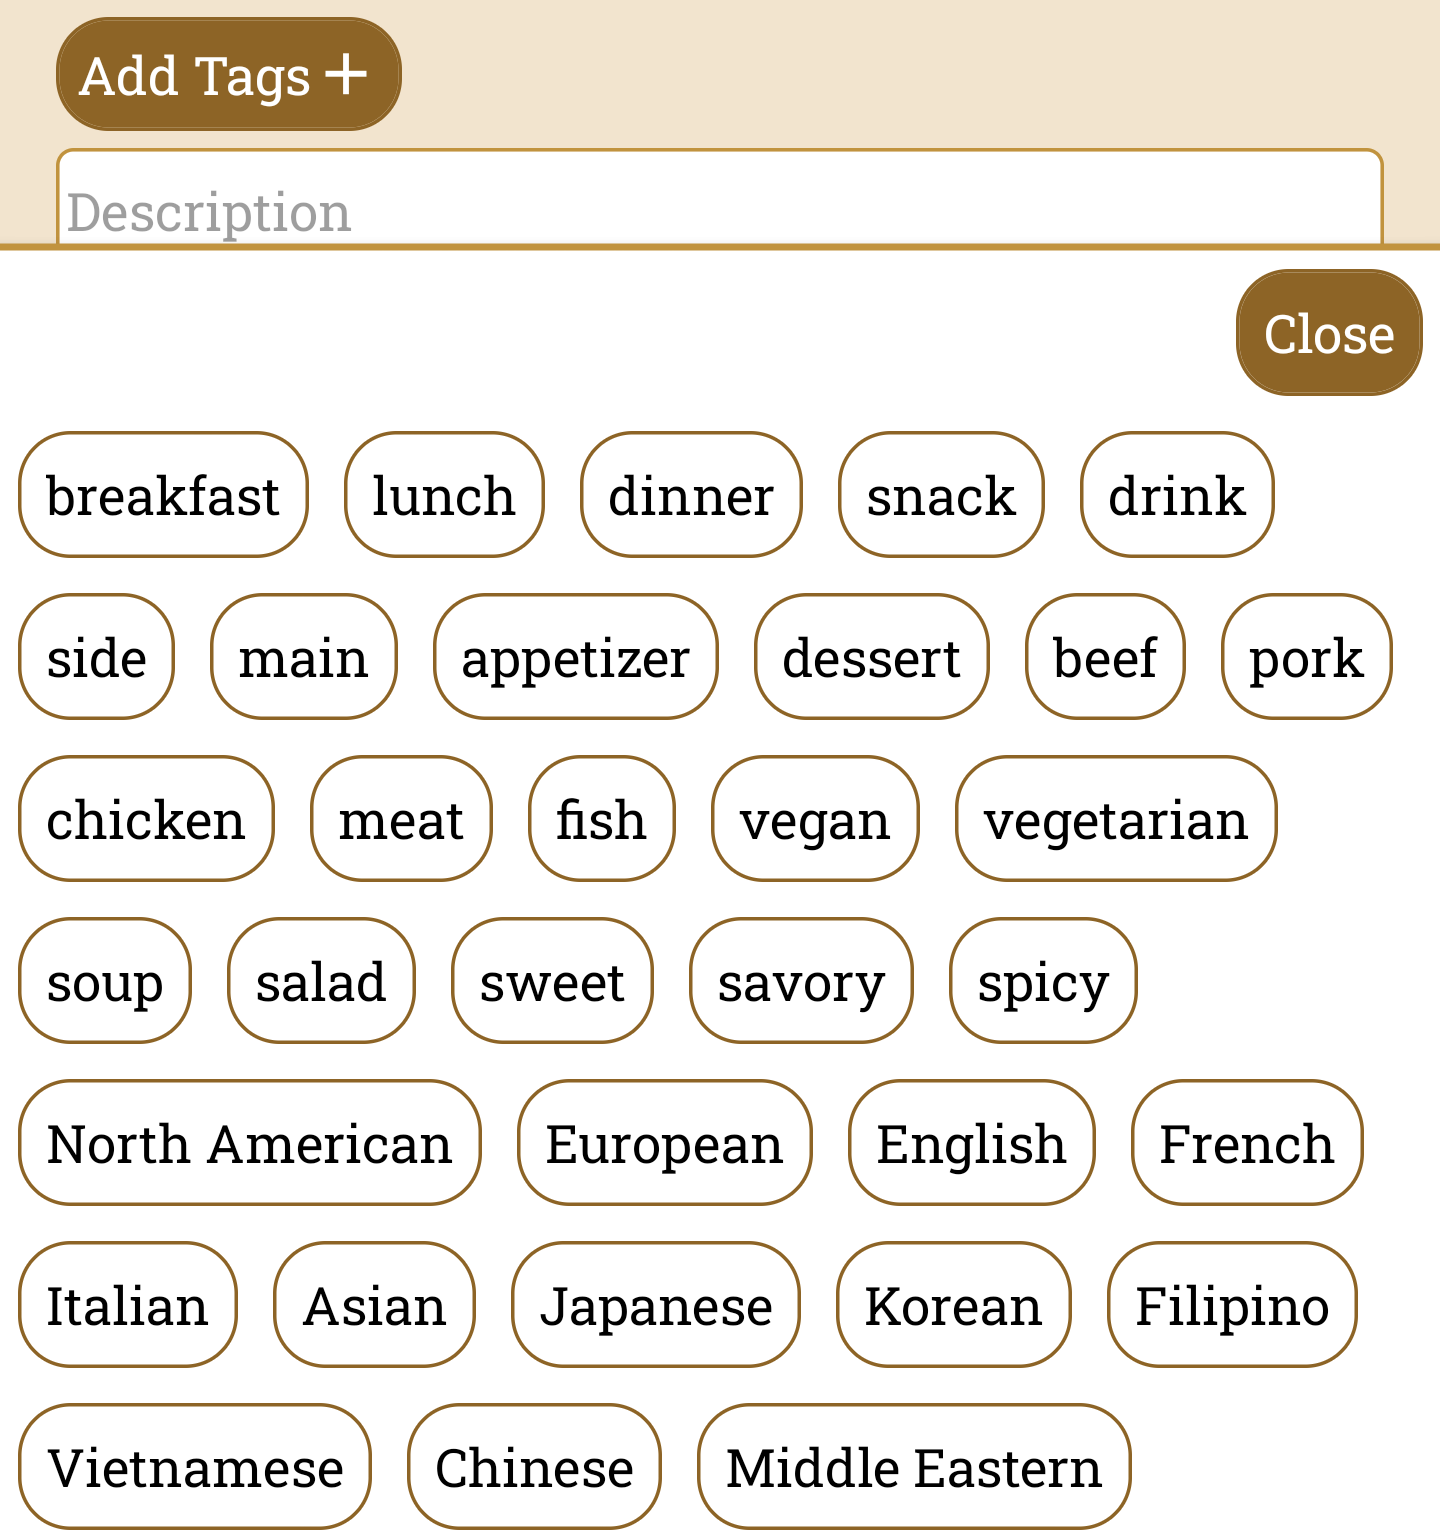 Add Tags +
Description
Close
breakfast lunch dinner snack drink
side main appetizer dessert beef pork
chicken meat fish vegan vegetarian
soup salad sweet savory spicy
North American European English French
Italian Asian Japanese Korean Filipino
Vietnamese Chinese Middle Eastern